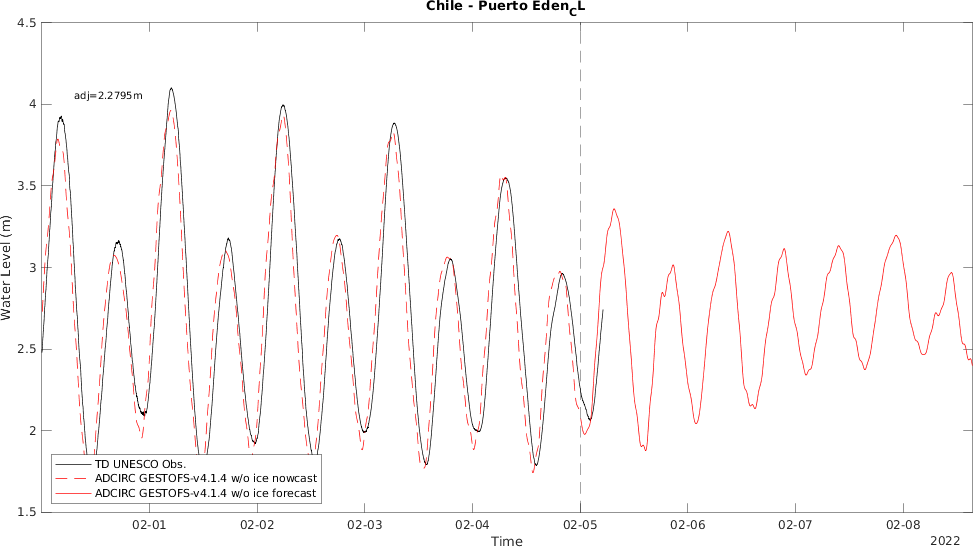 Chile - Puerto Eden_CL
4.5
adj=2.2795m
4
3.5
3
2.5
2
1.5
Water Level (m)
TD UNESCO Obs.
ADCIRC GESTOFS-v4.1.4 w/o ice nowcast
ADCIRC GESTOFS-v4.1.4 w/o ice forecast
02-01 02-02 02-03 02-04 02-05 02-06 02-07 02-08
Time
2022